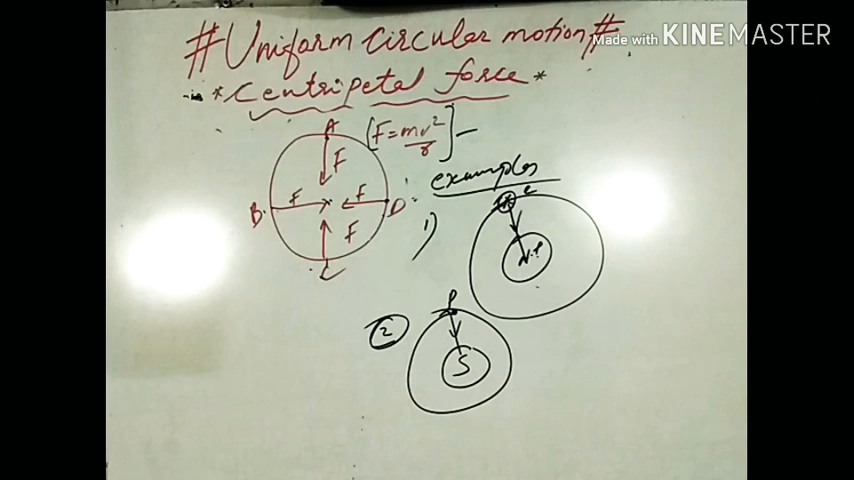 #Uniform circular motion#
Made with KINEMASTER
*Centripetal force*
A
[F=mv²/r]-
F
examples
B F F D
F
C
1)
e
N.P
2
P
S